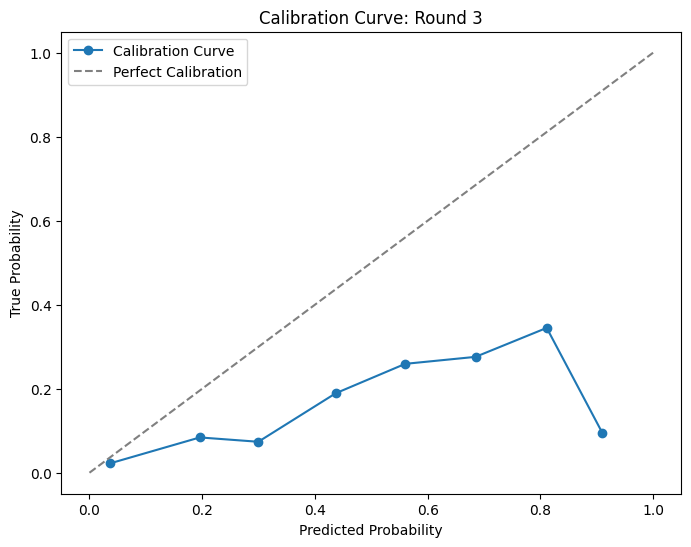 Calibration Curve: Round 3
Calibration Curve
Perfect Calibration
True Probability
1.0
0.8
0.6
0.4
0.2
0.0
0.0 0.2 0.4 0.6 0.8 1.0
Predicted Probability